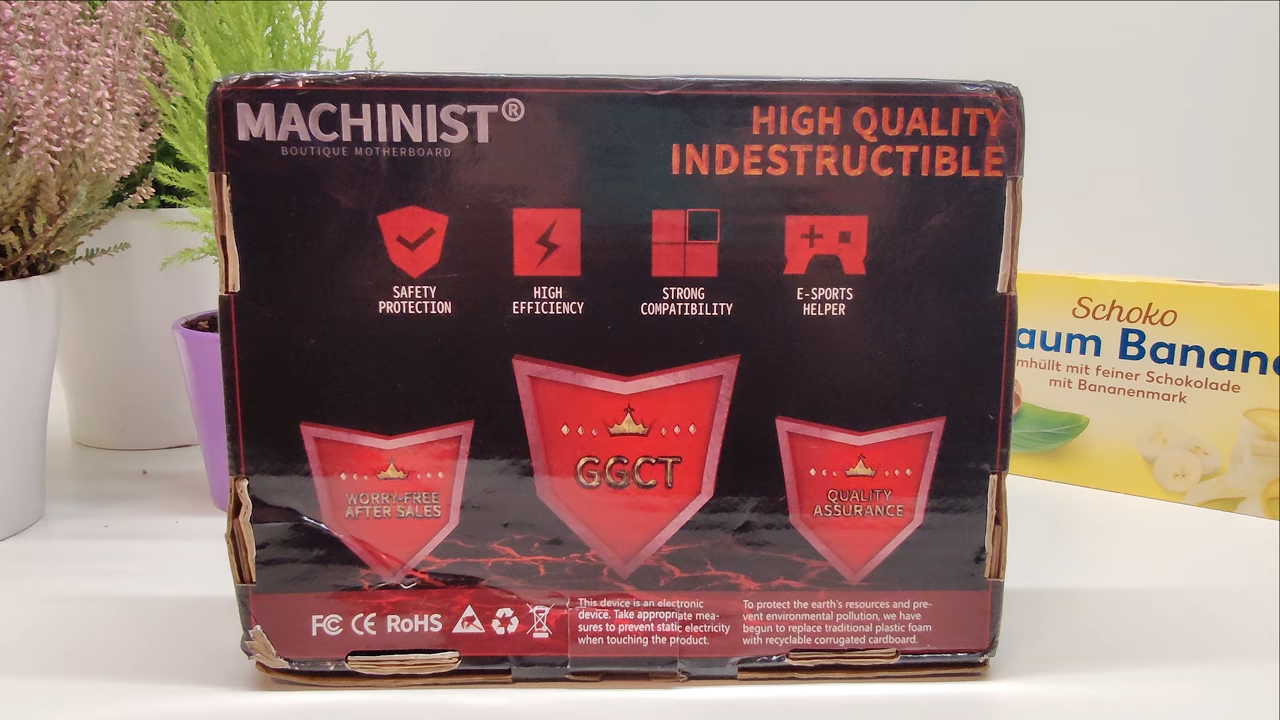 MACHINIST®
BOUTIQUE MOTHERBOARD
HIGH QUALITY
INDESTRUCTIBLE
SAFETY
PROTECTION
HIGH
EFFICIENCY
STRONG
COMPATIBILITY
E-SPORTS
HELPER
WORRY-FREE
AFTER SALES
GGCT
QUALITY
ASSURANCE
FC CE RoHS
This device is an electronic
device. Take appropriate mea-
sures to prevent static electricity
when touching the product.
To protect the earth's resources and pre-
vent environmental pollution, we have
begun to replace traditional plastic foam
with recyclable corrugated cardboard.
Schoko
aum Banane
mhüllt mit feiner Schokolade
mit Bananenmark